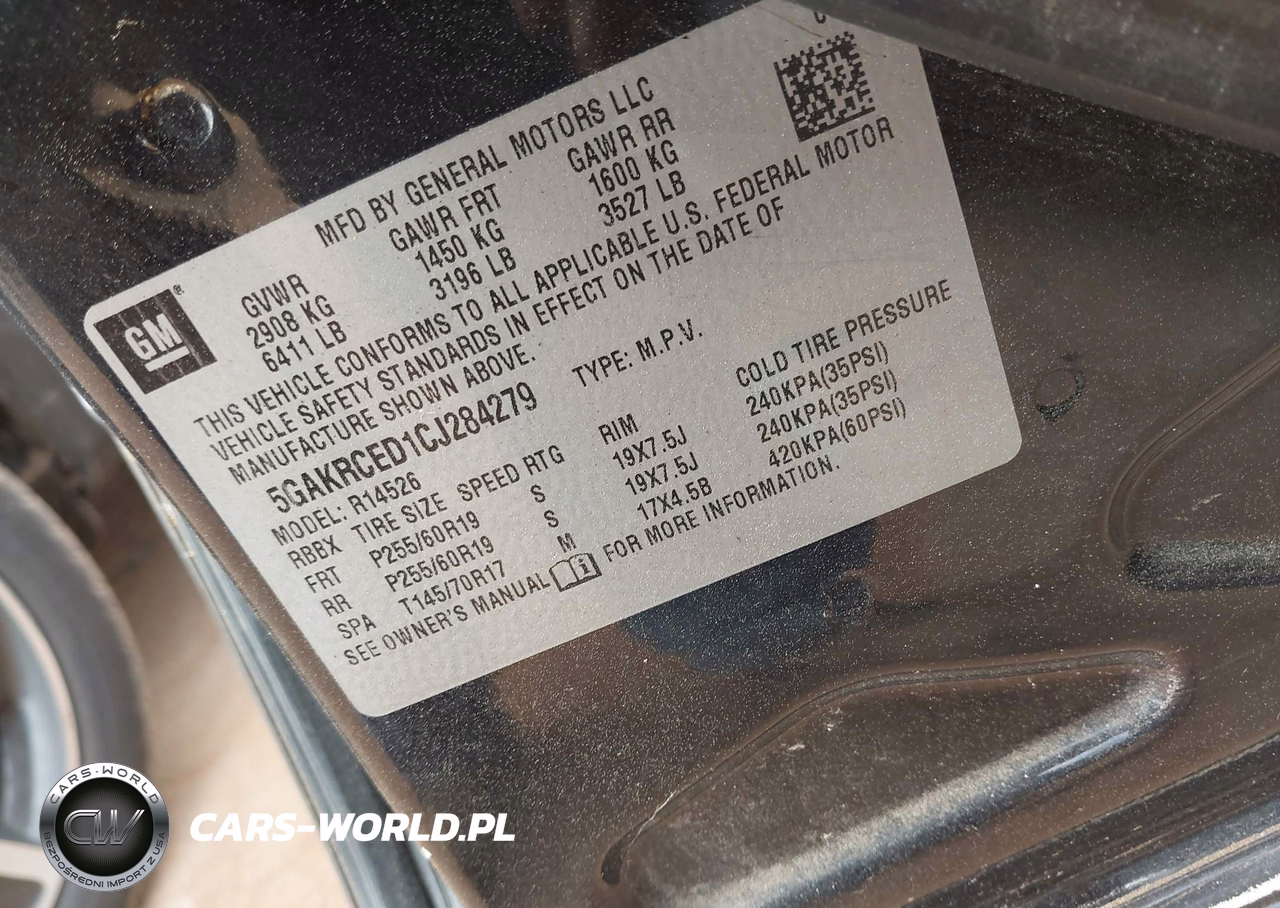 GM®
MFD BY GENERAL MOTORS LLC
GVWR GAWR FRT GAWR RR
2908 KG 1450 KG 1600 KG
6411 LB 3196 LB 3527 LB
THIS VEHICLE CONFORMS TO ALL APPLICABLE U.S. FEDERAL MOTOR
VEHICLE SAFETY STANDARDS IN EFFECT ON THE DATE OF
MANUFACTURE SHOWN ABOVE.
5GAKRCED1CJ284279 TYPE: M.P.V.
MODEL: R14526
RBBX TIRE SIZE SPEED RTG RIM COLD TIRE PRESSURE
FRT P255/60R19 S 19X7.5J 240KPA(35PSI)
RR P255/60R19 S 19X7.5J 240KPA(35PSI)
SPA T145/70R17 M 17X4.5B 420KPA(60PSI)
SEE OWNER'S MANUAL FOR MORE INFORMATION.
CARS-WORLD
CW
BEZPOŚREDNI IMPORT Z USA
CARS-WORLD.PL